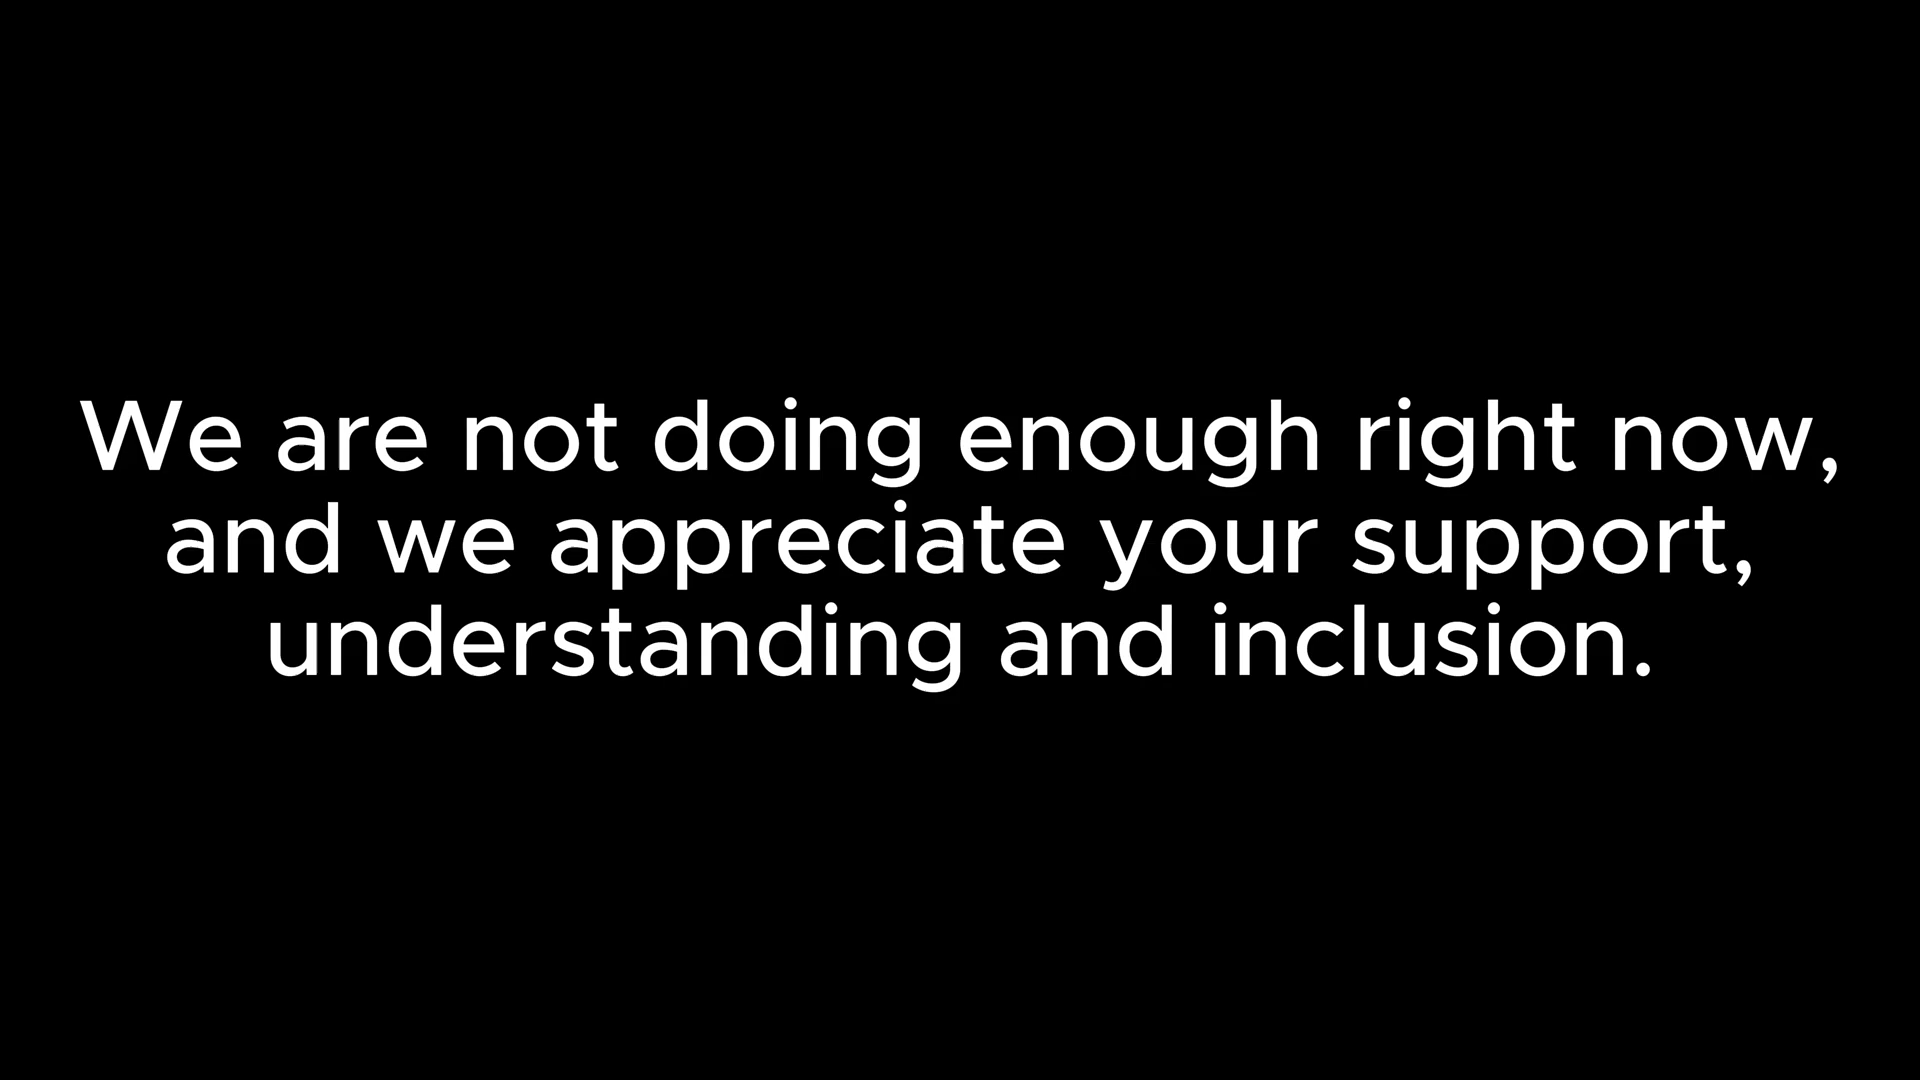 We are not doing enough right now,
and we appreciate your support,
understanding and inclusion.